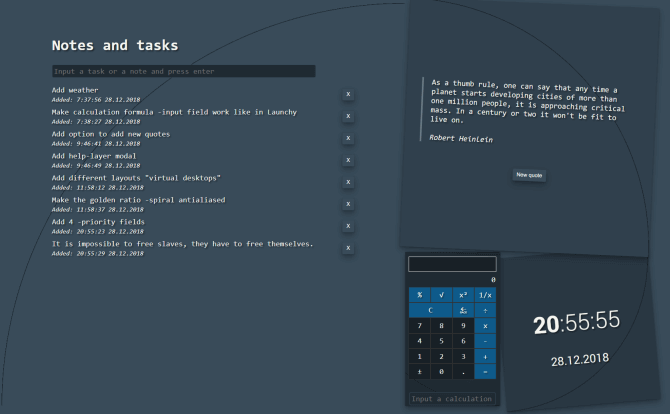 Notes and tasks
Input a task or a note and press enter
Add weather
x
Added: 7:37:56 28.12.2018
Make calculation formula -input field work like in Launchy
x
Added: 7:38:27 28.12.2018
Add option to add new quotes
x
Added: 9:46:41 28.12.2018
Add help-layer modal
x
Added: 9:46:49 28.12.2018
Add different layouts "virtual desktops"
x
Added: 11:58:12 28.12.2018
Make the golden ratio -spiral antialiased
x
Added: 11:58:37 28.12.2018
Add 4 -priority fields
x
Added: 20:55:23 28.12.2018
It is impossible to free slaves, they have to free themselves.
x
Added: 20:55:29 28.12.2018
As a thumb rule, one can say that any time a
planet starts developing cities of more than
one million people, it is approaching critical
mass. In a century or two it won't be fit to
live on.
Robert Heinlein
New quote
0
% √ x² 1/x
C ÷
7 8 9 x
4 5 6 -
1 2 3 +
± 0 . =
Input a calculation
20:55:55
28.12.2018